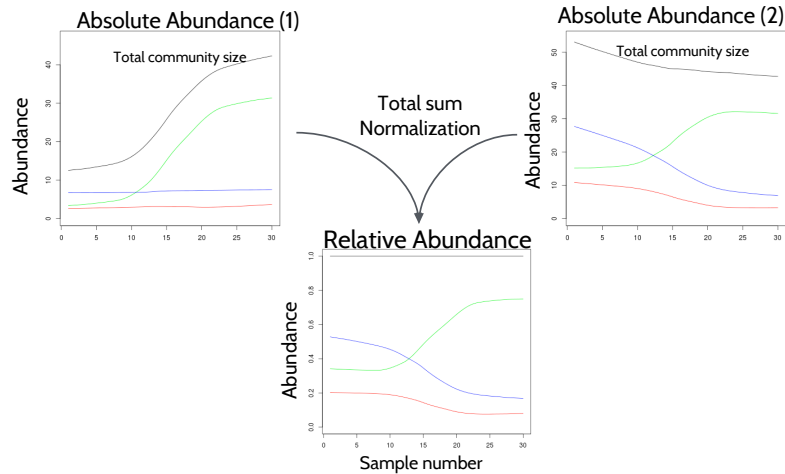 Absolute Abundance (1)
Absolute Abundance (2)
Total community size
Abundance
0 10 20 30 40
0 5 10 15 20 25 30
Total sum
Normalization
Total community size
Abundance
0 10 20 30 40 50
0 5 10 15 20 25 30
Relative Abundance
Abundance
0.0 0.2 0.4 0.6 0.8 1.0
0 5 10 15 20 25 30
Sample number